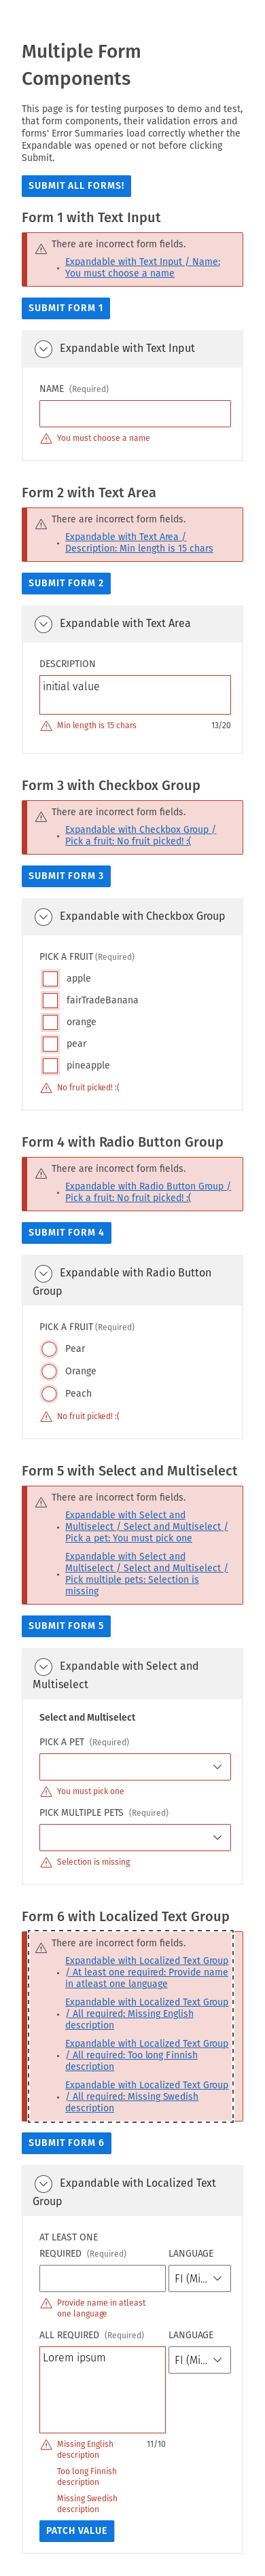 Multiple Form
Components
This page is for testing purposes to demo and test,
that form components, their validation errors and
forms' Error Summaries load correctly whether the
Expandable was opened or not before clicking
Submit.
SUBMIT ALL FORMS!
Form 1 with Text Input
There are incorrect form fields.
Expandable with Text Input / Name:
You must choose a name
SUBMIT FORM 1
Expandable with Text Input
NAME (Required)
You must choose a name
Form 2 with Text Area
There are incorrect form fields.
Expandable with Text Area /
Description: Min length is 15 chars
SUBMIT FORM 2
Expandable with Text Area
DESCRIPTION
initial value
Min length is 15 chars 13/20
Form 3 with Checkbox Group
There are incorrect form fields.
Expandable with Checkbox Group /
Pick a fruit: No fruit picked! :(
SUBMIT FORM 3
Expandable with Checkbox Group
PICK A FRUIT (Required)
apple
fairTradeBanana
orange
pear
pineapple
No fruit picked! :(
Form 4 with Radio Button Group
There are incorrect form fields.
Expandable with Radio Button Group /
Pick a fruit: No fruit picked! :(
SUBMIT FORM 4
Expandable with Radio Button
Group
PICK A FRUIT (Required)
Pear
Orange
Peach
No fruit picked! :(
Form 5 with Select and Multiselect
There are incorrect form fields.
Expandable with Select and
Multiselect / Select and Multiselect /
Pick a pet: You must pick one
Expandable with Select and
Multiselect / Select and Multiselect /
Pick multiple pets: Selection is
missing
SUBMIT FORM 5
Expandable with Select and
Multiselect
Select and Multiselect
PICK A PET (Required)
You must pick one
PICK MULTIPLE PETS (Required)
Selection is missing
Form 6 with Localized Text Group
There are incorrect form fields.
Expandable with Localized Text Group
/ At least one required: Provide name
in atleast one language
Expandable with Localized Text Group
/ All required: Missing English
description
Expandable with Localized Text Group
/ All required: Too long Finnish
description
Expandable with Localized Text Group
/ All required: Missing Swedish
description
SUBMIT FORM 6
Expandable with Localized Text
Group
AT LEAST ONE
REQUIRED (Required) LANGUAGE
FI (Mi...
Provide name in atleast
one language
ALL REQUIRED (Required) LANGUAGE
Lorem ipsum FI (Mi...
Missing English 11/10
description
Too long Finnish
description
Missing Swedish
description
PATCH VALUE